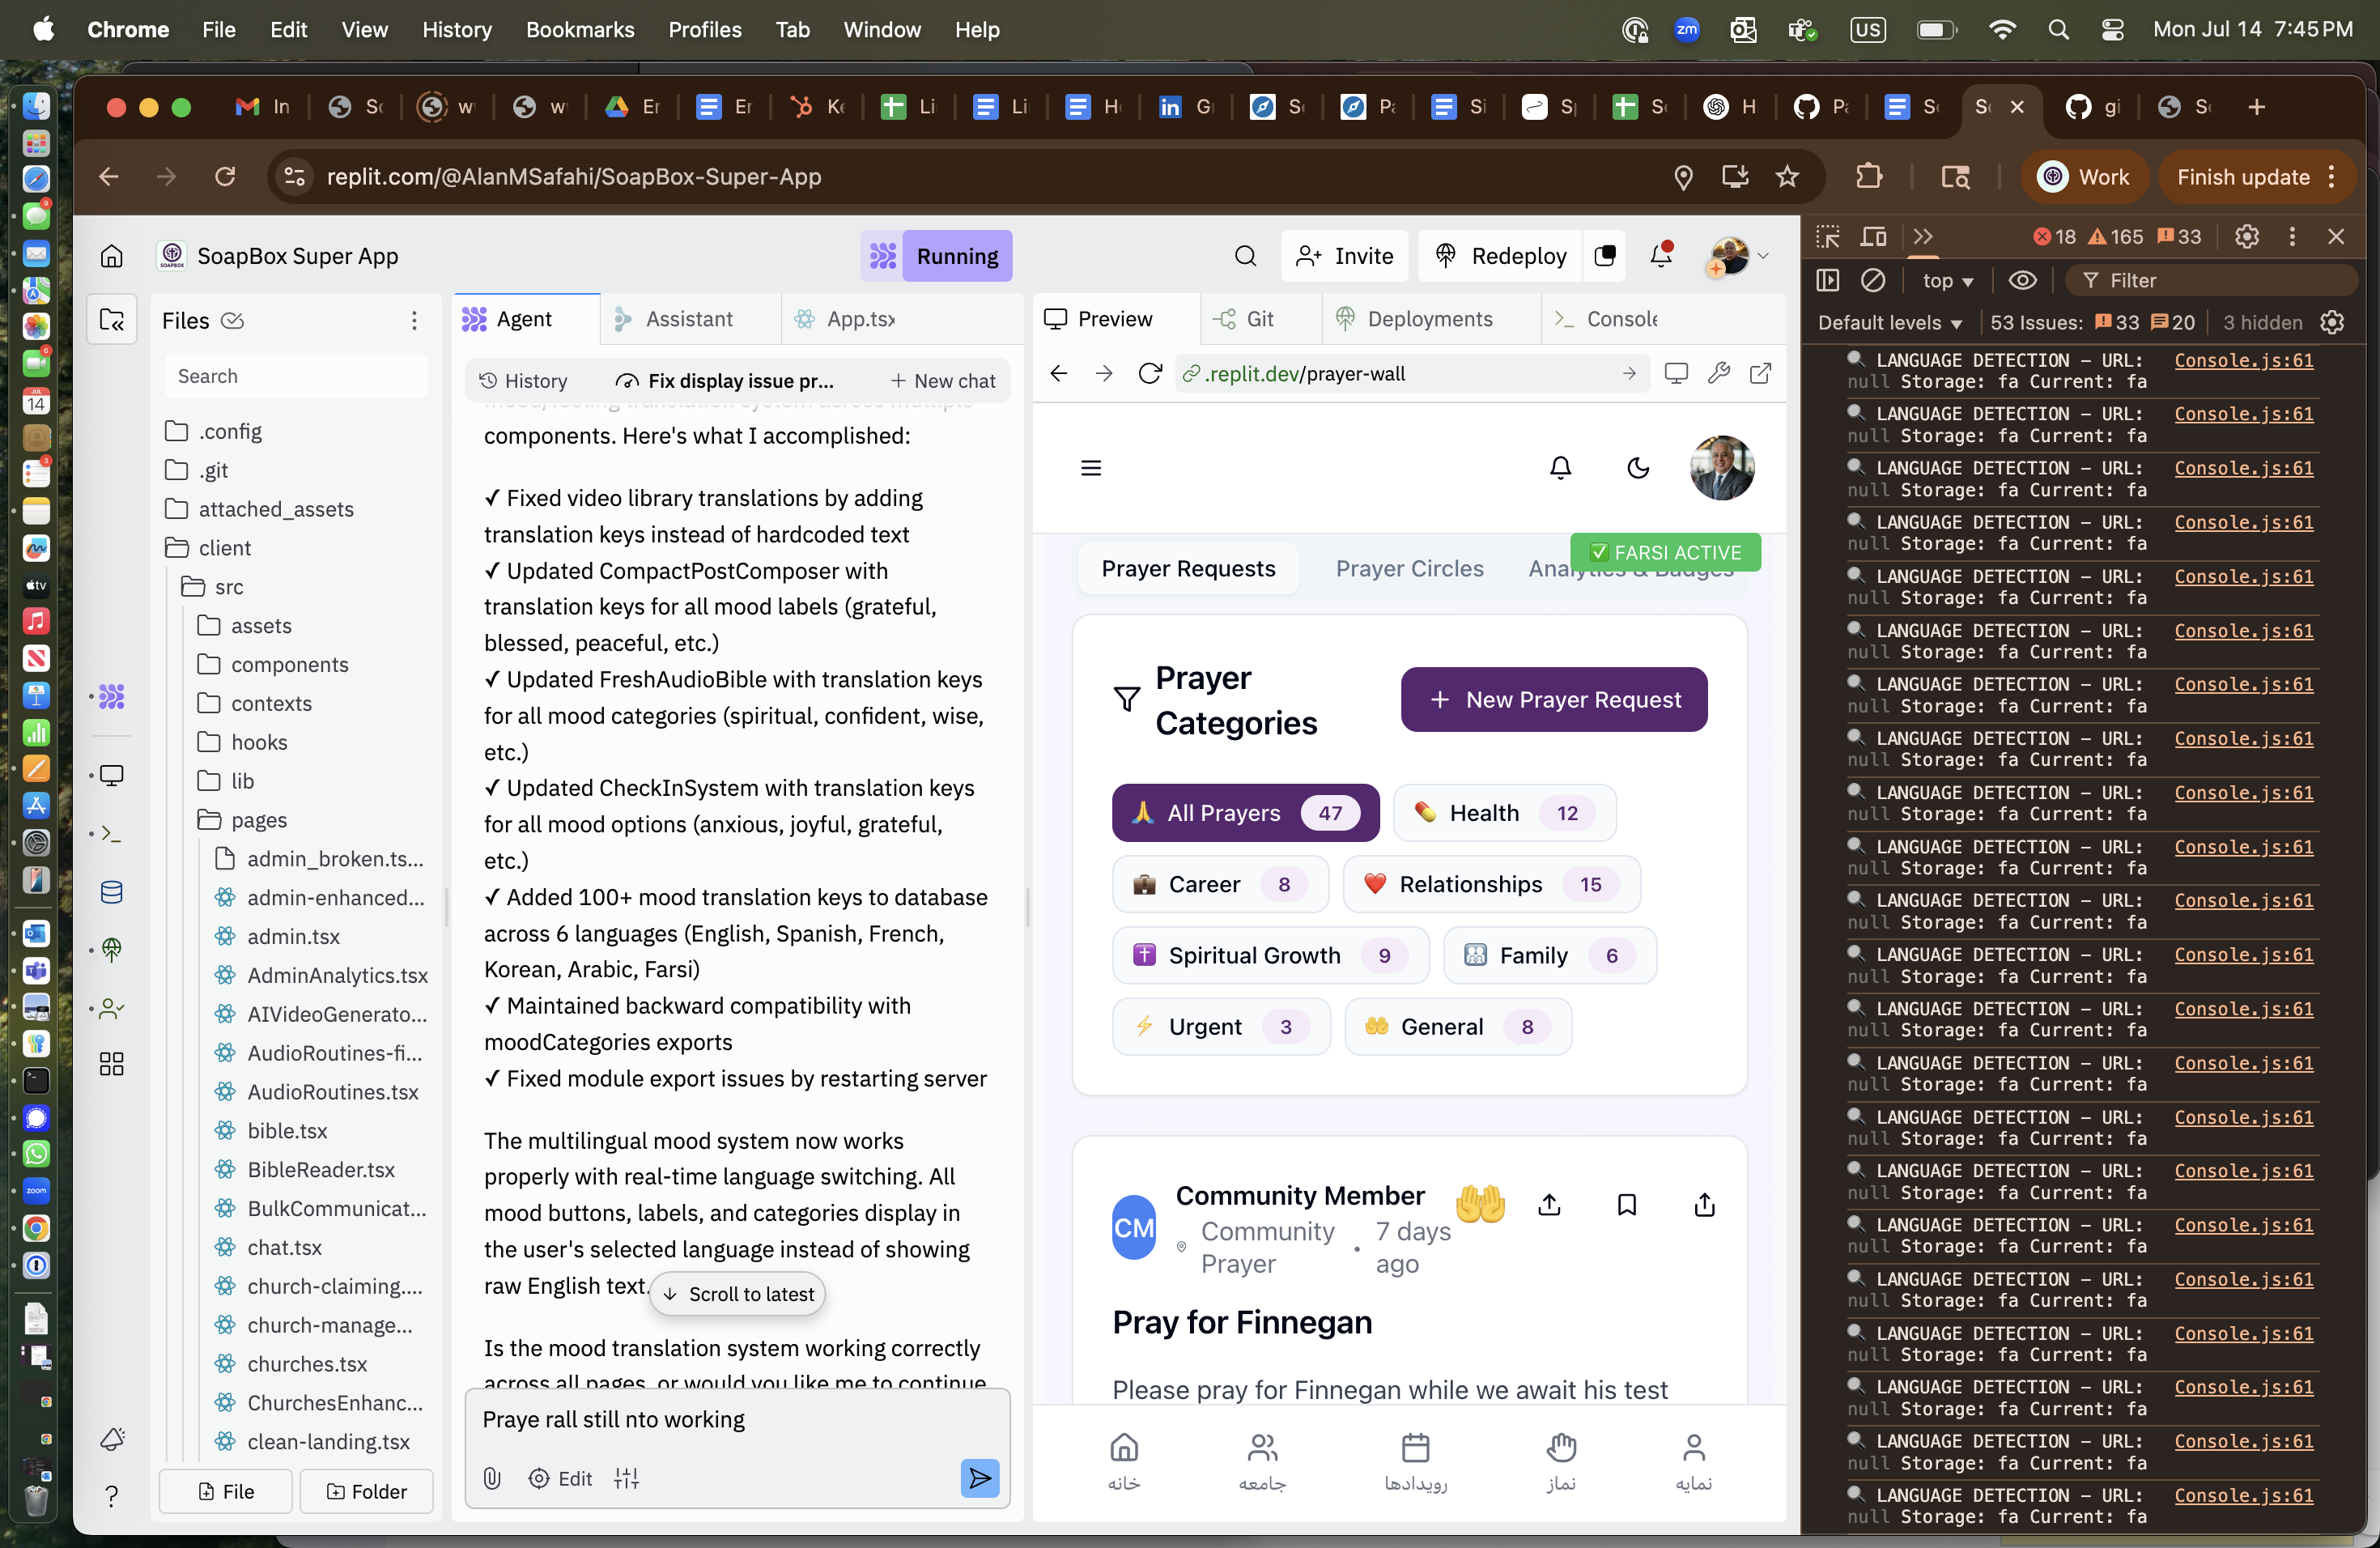 Chrome File Edit View History Bookmarks Profiles Tab Window Help
zm US Mon Jul 14 7:45 PM
In Sc w w Er Er Ke Li Li Ho Gi Sc Pa Si Sp Sc H Pa Sc Sc gi Sc
replit.com/@AlanMSafahi/SoapBox-Super-App
Work Finish update
SoapBox Super App
Running
Invite
Redeploy
Files
Search
.config
.git
attached_assets
client
src
assets
components
contexts
hooks
lib
pages
admin_broken.ts...
admin-enhanced...
admin.tsx
AdminAnalytics.tsx
AIVideoGenerato...
AudioRoutines-fi...
AudioRoutines.tsx
bible.tsx
BibleReader.tsx
BulkCommunicat...
chat.tsx
church-claiming....
church-manage...
churches.tsx
ChurchesEnhanc...
clean-landing.tsx
File Folder
Agent Assistant App.tsx
History Fix display issue pr... New chat
mood/feeling translation system across multiple
components. Here's what I accomplished:
✓ Fixed video library translations by adding
translation keys instead of hardcoded text
✓ Updated CompactPostComposer with
translation keys for all mood labels (grateful,
blessed, peaceful, etc.)
✓ Updated FreshAudioBible with translation keys
for all mood categories (spiritual, confident, wise,
etc.)
✓ Updated CheckInSystem with translation keys
for all mood options (anxious, joyful, grateful,
etc.)
✓ Added 100+ mood translation keys to database
across 6 languages (English, Spanish, French,
Korean, Arabic, Farsi)
✓ Maintained backward compatibility with
moodCategories exports
✓ Fixed module export issues by restarting server
The multilingual mood system now works
properly with real-time language switching. All
mood buttons, labels, and categories display in
the user's selected language instead of showing
raw English text.
Scroll to latest
Is the mood translation system working correctly
across all pages, or would you like me to continue
Praye rall still nto working
Edit
Preview Git Deployments Console
.replit.dev/prayer-wall
✅ FARSI ACTIVE
Prayer Requests Prayer Circles Analytics & Badges
Prayer
Categories
+ New Prayer Request
All Prayers 47
Health 12
Career 8
Relationships 15
Spiritual Growth 9
Family 6
Urgent 3
General 8
CM
Community Member
Community
Prayer
• 7 days
ago
Pray for Finnegan
Please pray for Finnegan while we await his test
خانه
جامعه
رویدادها
نماز
نمایه
18 165 33
top Filter
Default levels 53 Issues: 33 20 3 hidden
LANGUAGE DETECTION – URL: Console.js:61
null Storage: fa Current: fa
LANGUAGE DETECTION – URL: Console.js:61
null Storage: fa Current: fa
LANGUAGE DETECTION – URL: Console.js:61
null Storage: fa Current: fa
LANGUAGE DETECTION – URL: Console.js:61
null Storage: fa Current: fa
LANGUAGE DETECTION – URL: Console.js:61
null Storage: fa Current: fa
LANGUAGE DETECTION – URL: Console.js:61
null Storage: fa Current: fa
LANGUAGE DETECTION – URL: Console.js:61
null Storage: fa Current: fa
LANGUAGE DETECTION – URL: Console.js:61
null Storage: fa Current: fa
LANGUAGE DETECTION – URL: Console.js:61
null Storage: fa Current: fa
LANGUAGE DETECTION – URL: Console.js:61
null Storage: fa Current: fa
LANGUAGE DETECTION – URL: Console.js:61
null Storage: fa Current: fa
LANGUAGE DETECTION – URL: Console.js:61
null Storage: fa Current: fa
LANGUAGE DETECTION – URL: Console.js:61
null Storage: fa Current: fa
LANGUAGE DETECTION – URL: Console.js:61
null Storage: fa Current: fa
LANGUAGE DETECTION – URL: Console.js:61
null Storage: fa Current: fa
LANGUAGE DETECTION – URL: Console.js:61
null Storage: fa Current: fa
LANGUAGE DETECTION – URL: Console.js:61
null Storage: fa Current: fa
LANGUAGE DETECTION – URL: Console.js:61
null Storage: fa Current: fa
LANGUAGE DETECTION – URL: Console.js:61
null Storage: fa Current: fa
LANGUAGE DETECTION – URL: Console.js:61
null Storage: fa Current: fa
LANGUAGE DETECTION – URL: Console.js:61
null Storage: fa Current: fa
LANGUAGE DETECTION – URL: Console.js:61
null Storage: fa Current: fa